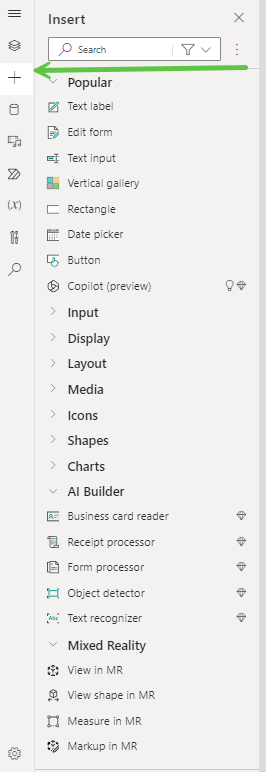 Insert
Search
Popular
Text label
Edit form
Text input
Vertical gallery
Rectangle
Date picker
Button
Copilot (preview)
Input
Display
Layout
Media
Icons
Shapes
Charts
AI Builder
Business card reader
Receipt processor
Form processor
Object detector
Abc Text recognizer
Mixed Reality
View in MR
View shape in MR
Measure in MR
Markup in MR
(x)